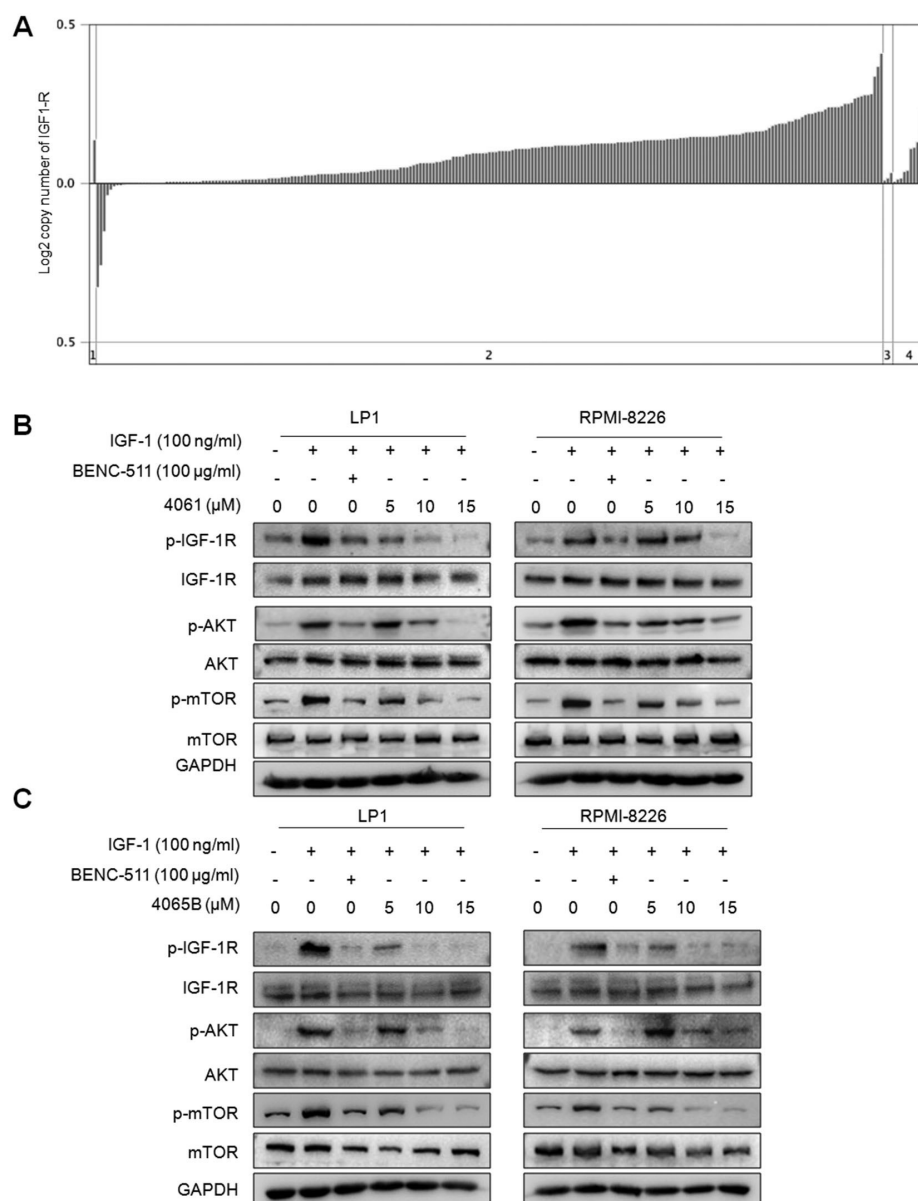 A
0.5
Log2 copy number of IGF1-R
0.0
0.5
1 2 3 4
B
LP1 RPMI-8226
IGF-1 (100 ng/ml) - + + + + + - + + + + +
BENC-511 (100 µg/ml) - - + - - - - - + - - -
4061 (µM) 0 0 0 5 10 15 0 0 0 5 10 15
p-IGF-1R
IGF-1R
p-AKT
AKT
p-mTOR
mTOR
GAPDH
C
LP1 RPMI-8226
IGF-1 (100 ng/ml) - + + + + + - + + + + +
BENC-511 (100 µg/ml) - - + - - - - - + - - -
4065B (µM) 0 0 0 5 10 15 0 0 0 5 10 15
p-IGF-1R
IGF-1R
p-AKT
AKT
p-mTOR
mTOR
GAPDH